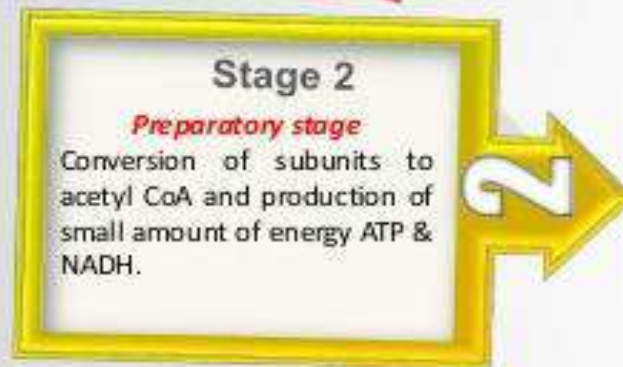 Stage 2
Preparatory stage
Conversion of subunits to
acetyl CoA and production of
small amount of energy ATP &
NADH.
2